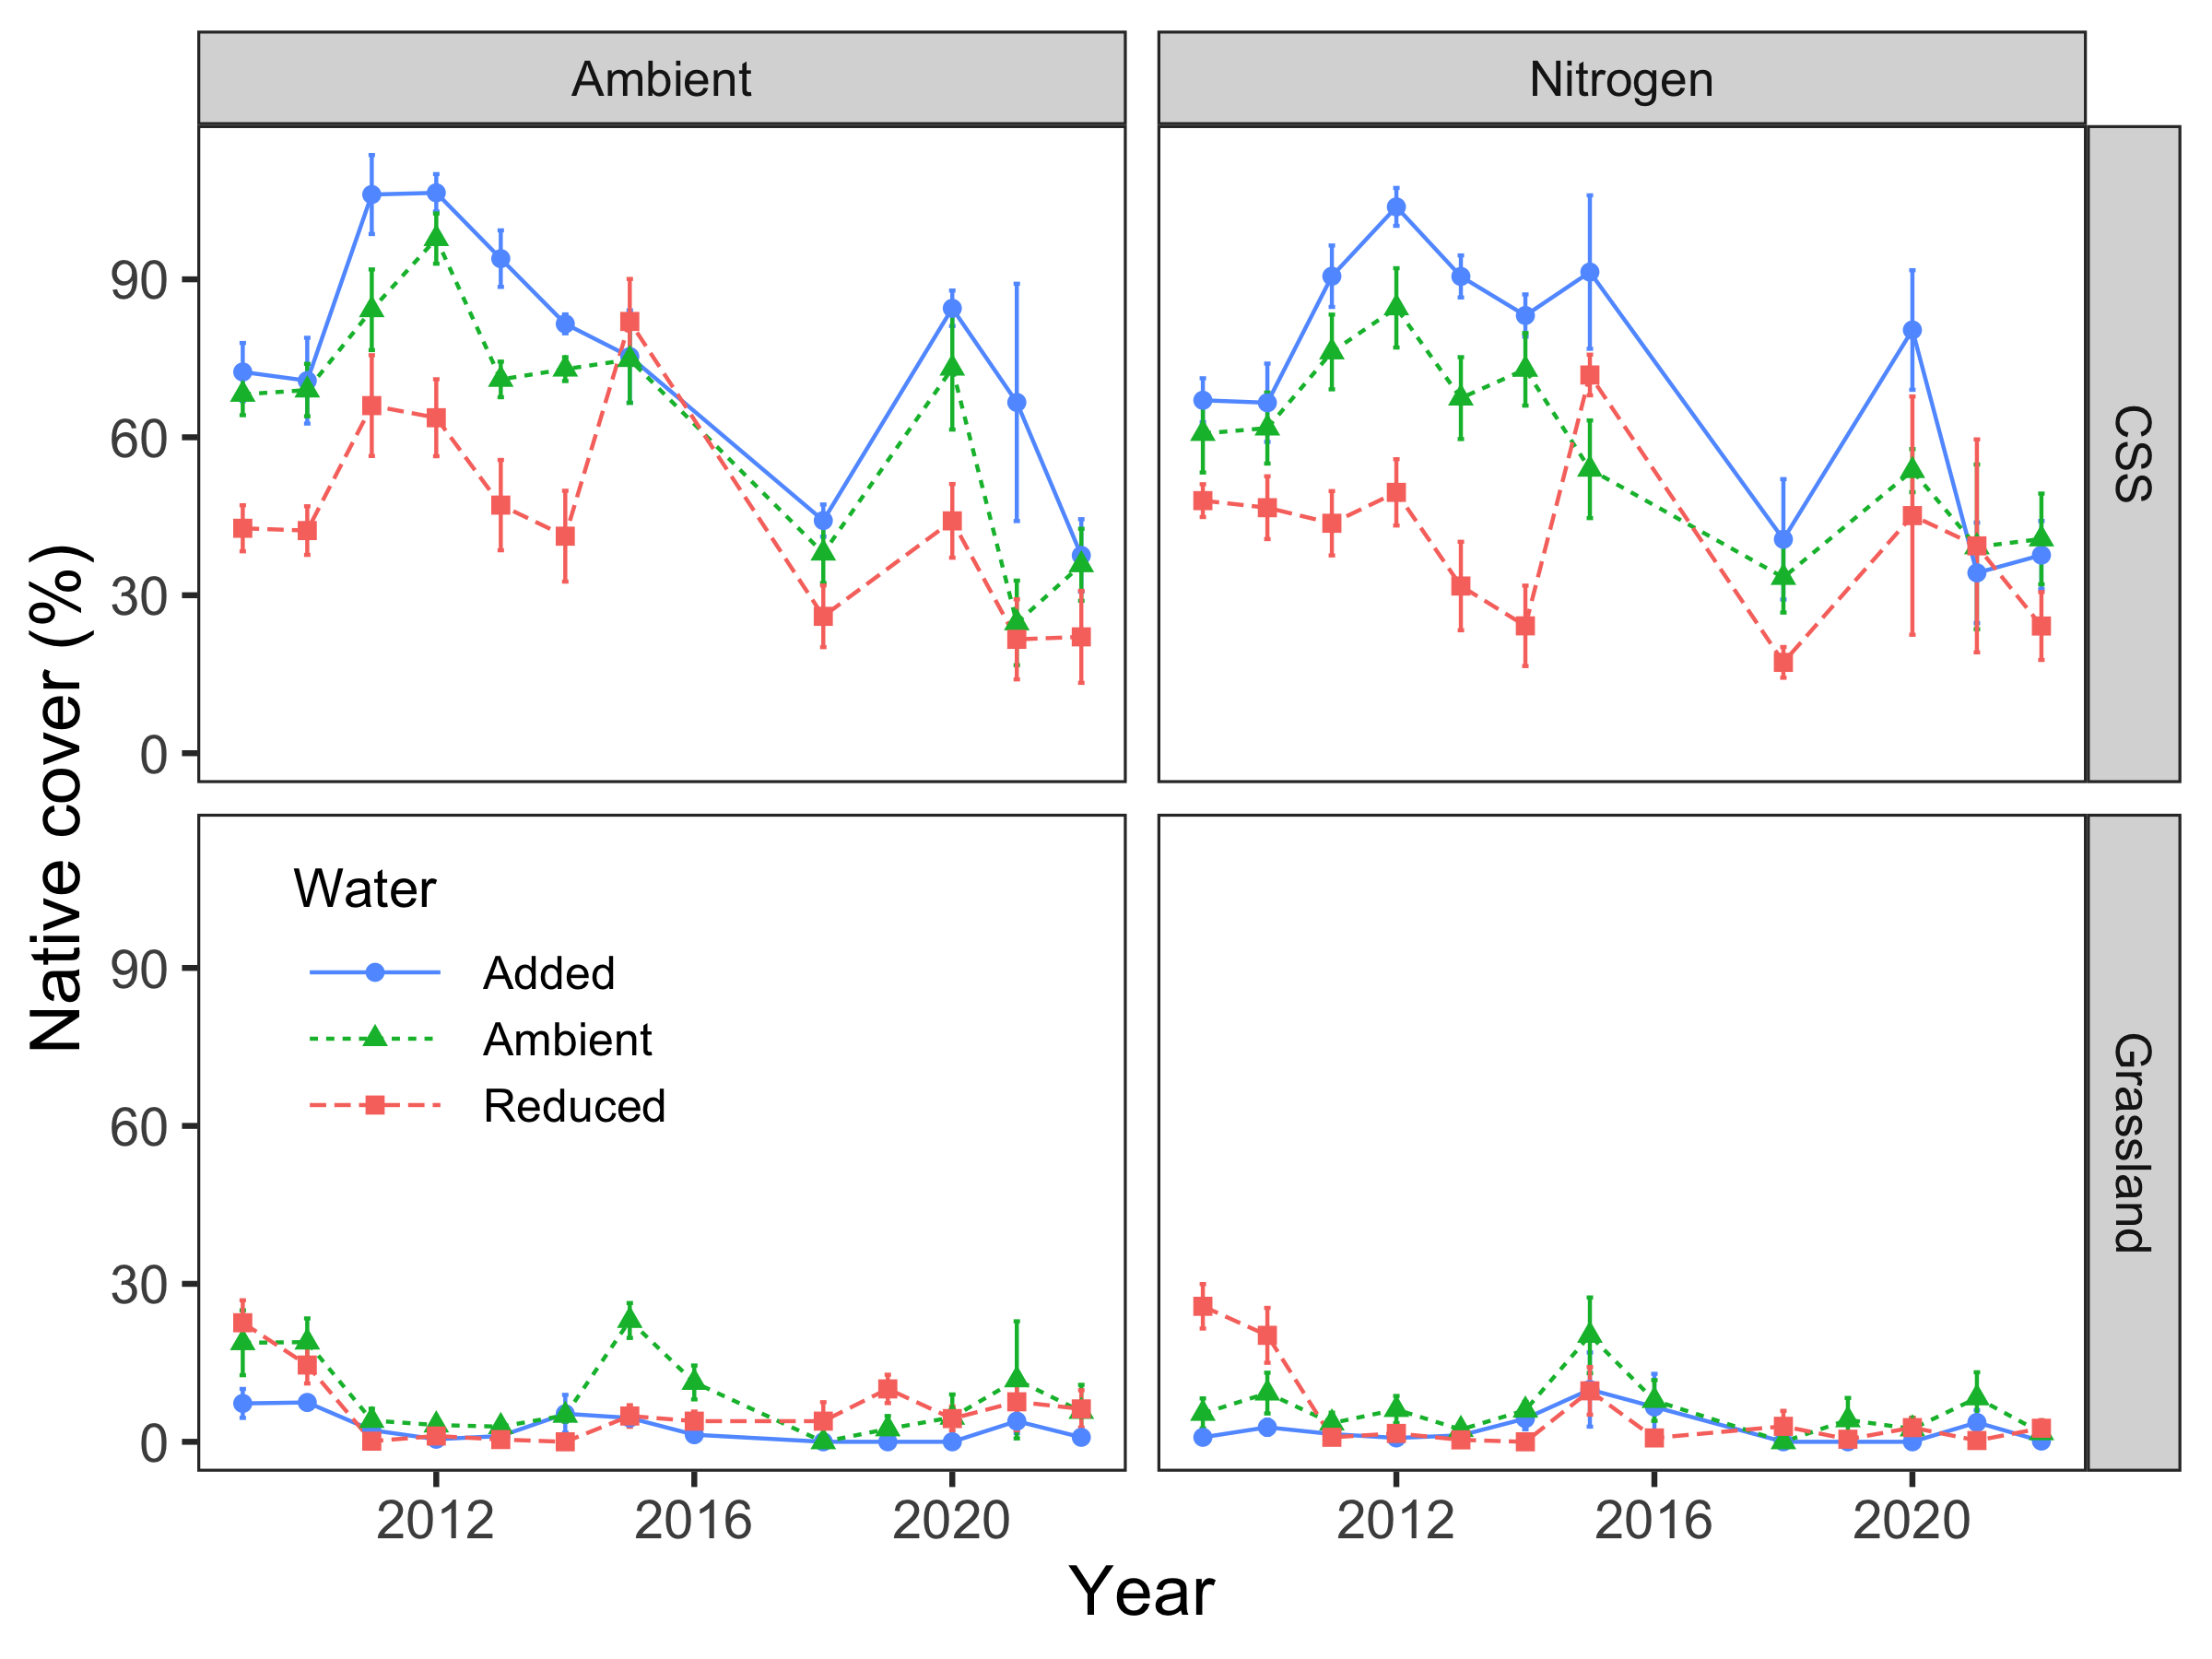 Ambient
Nitrogen
CSS
Grassland
Native cover (%)
90
60
30
0
90
60
30
0
Water
Added
Ambient
Reduced
2012
2016
2020
2012
2016
2020
Year